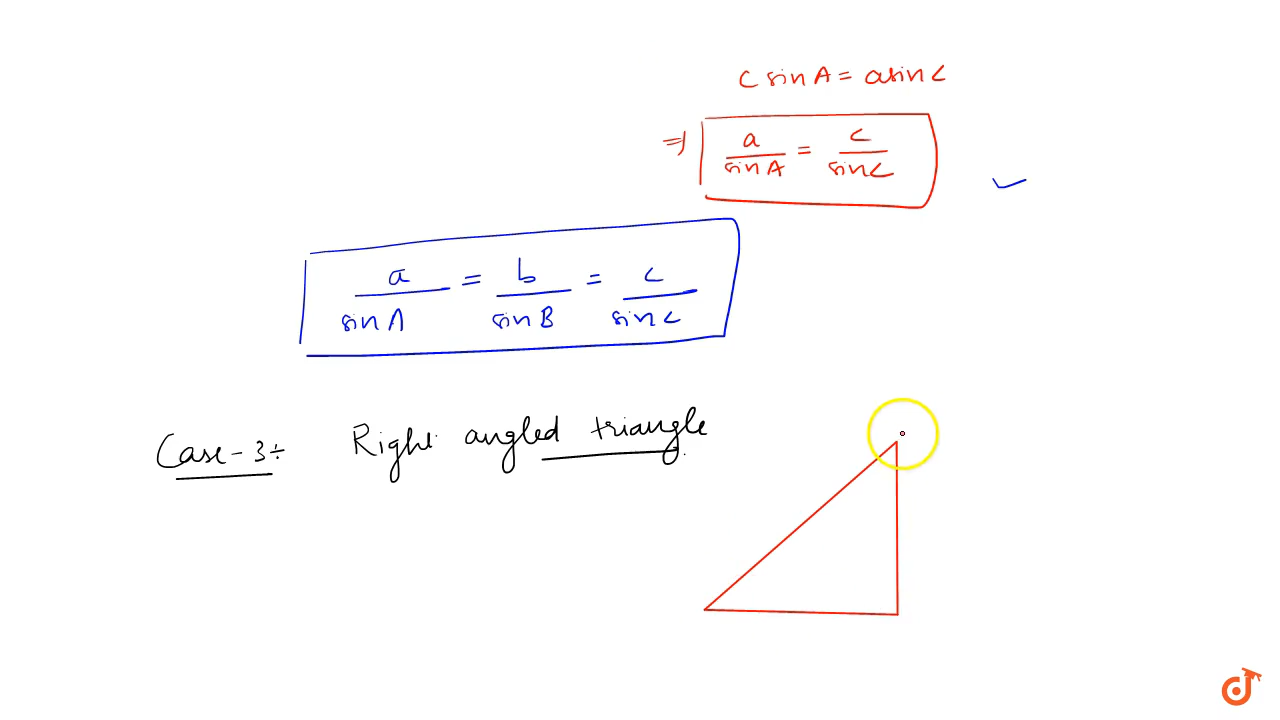 c sin A = a sin C
⇒ a/sin A = c/sin C
a/sin A = b/sin B = c/sin C
Case-3÷ Right angled triangle